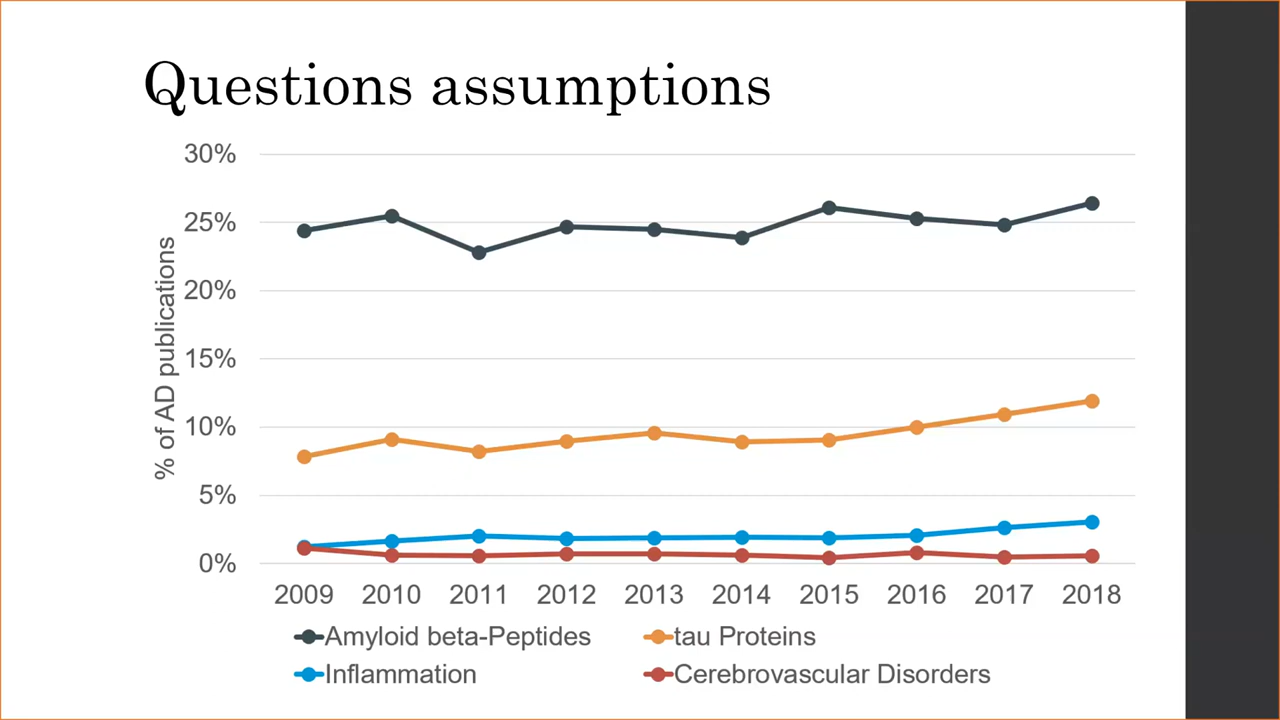 Questions assumptions
30%
25%
20%
15%
10%
5%
0%
% of AD publications
2009 2010 2011 2012 2013 2014 2015 2016 2017 2018
Amyloid beta-Peptides tau Proteins
Inflammation Cerebrovascular Disorders